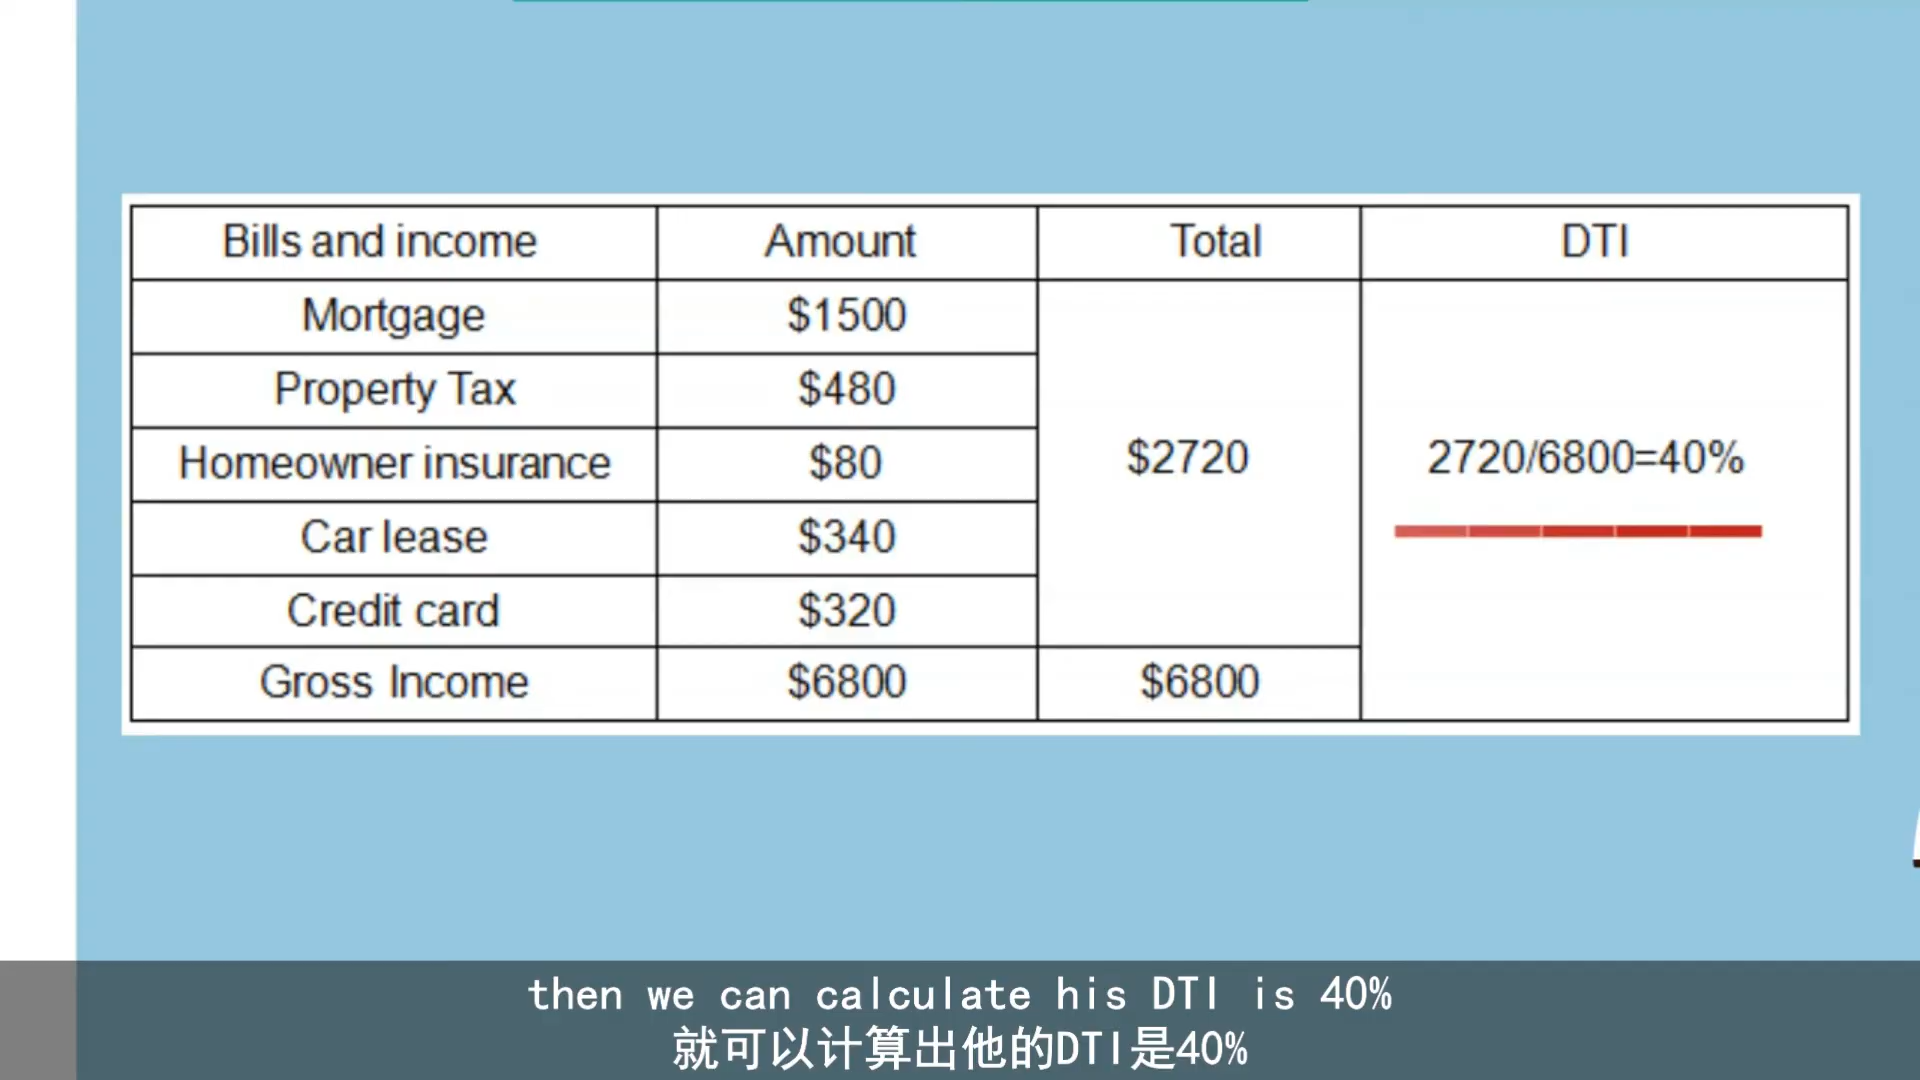 Bills and income Amount Total DTI
Mortgage $1500
Property Tax $480
Homeowner insurance $80 $2720 2720/6800=40%
Car lease $340
Credit card $320
Gross Income $6800 $6800
then we can calculate his DTI is 40%
就可以计算出他的DTI是40%